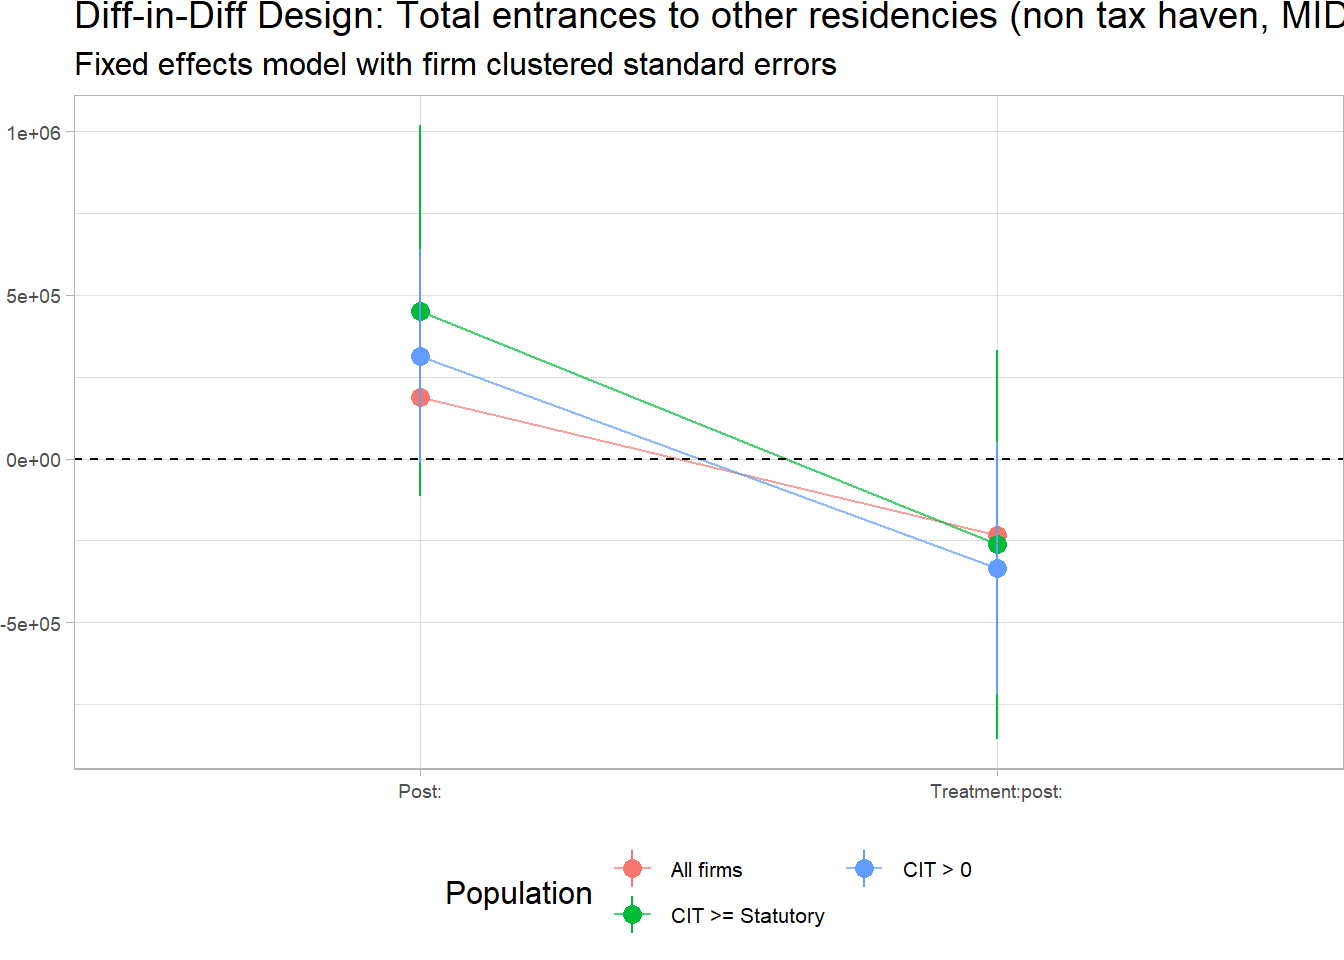 Diff-in-Diff Design: Total entrances to other residencies (non tax haven, MID
Fixed effects model with firm clustered standard errors
1e+06
5e+05
0e+00
-5e+05
Post:
Treatment:post:
Population
All firms
CIT > 0
CIT >= Statutory